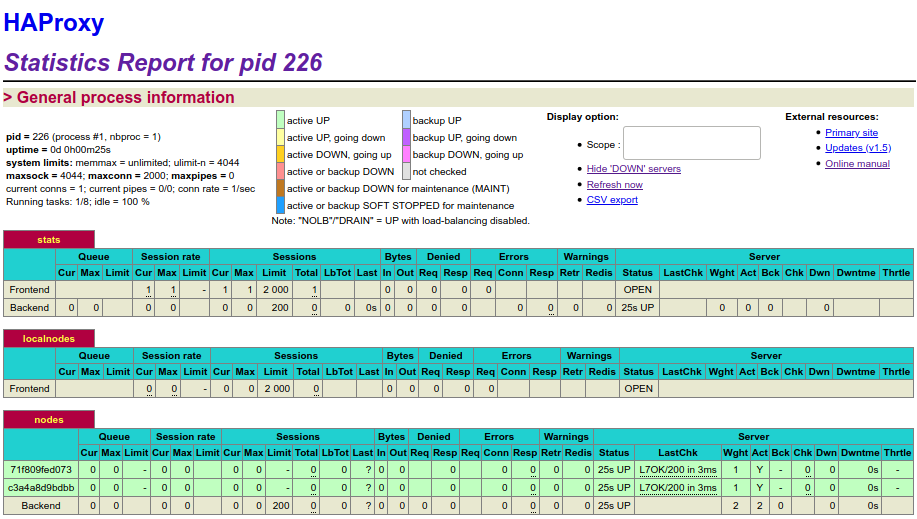 HAProxy
Statistics Report for pid 226
> General process information
pid = 226 (process #1, nbproc = 1)
uptime = 0d 0h00m25s
system limits: memmax = unlimited; ulimit-n = 4044
maxsock = 4044; maxconn = 2000; maxpipes = 0
current conns = 1; current pipes = 0/0; conn rate = 1/sec
Running tasks: 1/8; idle = 100 %
active UP backup UP
active UP, going down backup UP, going down
active DOWN, going up backup DOWN, going up
active or backup DOWN not checked
active or backup DOWN for maintenance (MAINT)
active or backup SOFT STOPPED for maintenance
Note: "NOLB"/"DRAIN" = UP with load-balancing disabled.
Display option:
Scope :
Hide 'DOWN' servers
Refresh now
CSV export
External resources:
Primary site
Updates (v1.5)
Online manual
stats
Queue Session rate Sessions Bytes Denied Errors Warnings Server
Cur Max Limit Cur Max Limit Cur Max Limit Total LbTot Last In Out Req Resp Req Conn Resp Retr Redis Status LastChk Wght Act Bck Chk Dwn Dwntme Thrtle
Frontend 1 1 - 1 1 2 000 1 0 0 0 0 0 OPEN
Backend 0 0 0 0 0 0 200 0 0 0s 0 0 0 0 0 0 0 0 25s UP 0 0 0 0
localnodes
Queue Session rate Sessions Bytes Denied Errors Warnings Server
Cur Max Limit Cur Max Limit Cur Max Limit Total LbTot Last In Out Req Resp Req Conn Resp Retr Redis Status LastChk Wght Act Bck Chk Dwn Dwntme Thrtle
Frontend 0 0 - 0 0 2 000 0 0 0 0 0 0 OPEN
nodes
Queue Session rate Sessions Bytes Denied Errors Warnings Server
Cur Max Limit Cur Max Limit Cur Max Limit Total LbTot Last In Out Req Resp Req Conn Resp Retr Redis Status LastChk Wght Act Bck Chk Dwn Dwntme Thrtle
71f809fed073 0 0 - 0 0 0 0 - 0 0 ? 0 0 0 0 0 0 0 25s UP L7OK/200 in 3ms 1 Y - 0 0 0s -
c3a4a8d9bdbb 0 0 - 0 0 0 0 - 0 0 ? 0 0 0 0 0 0 0 25s UP L7OK/200 in 3ms 1 Y - 0 0 0s -
Backend 0 0 0 0 0 0 200 0 0 ? 0 0 0 0 0 0 0 0 25s UP 2 2 0 0 0s